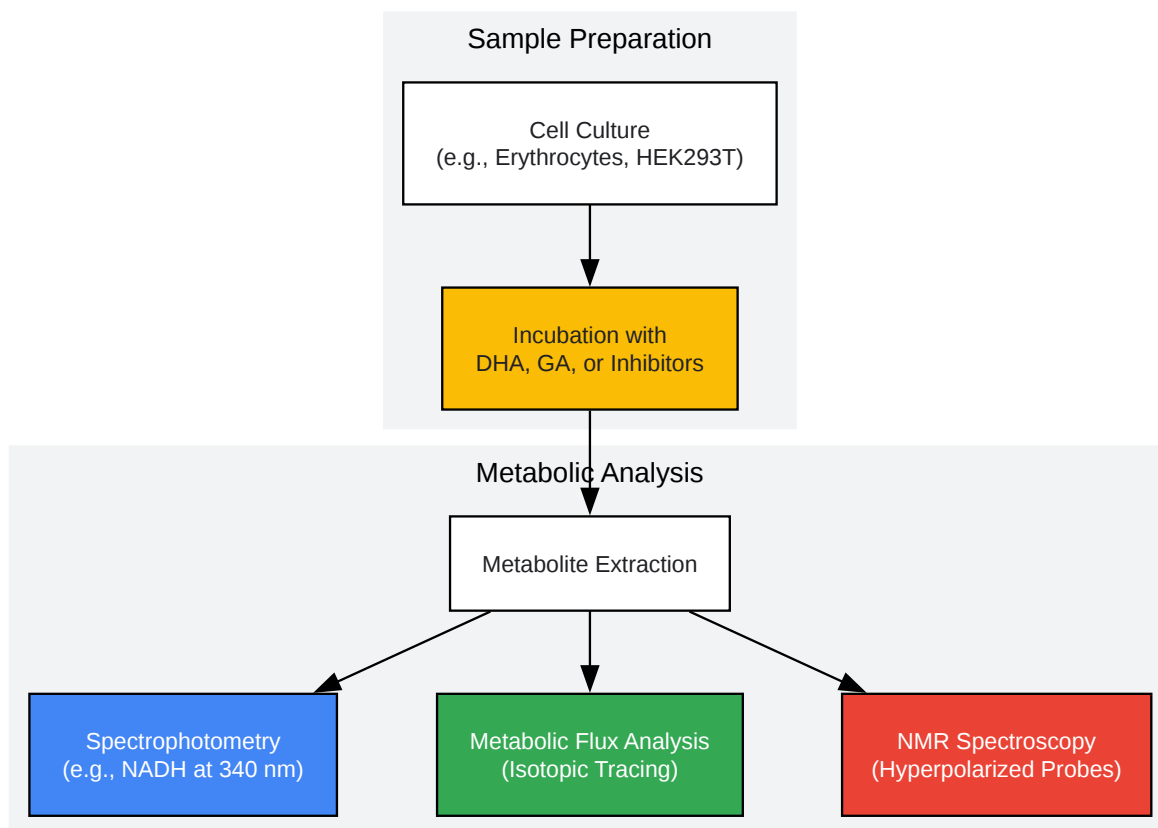 Sample Preparation
Cell Culture
(e.g., Erythrocytes, HEK293T)
Incubation with
DHA, GA, or Inhibitors
Metabolic Analysis
Metabolite Extraction
Spectrophotometry
(e.g., NADH at 340 nm)
Metabolic Flux Analysis
(Isotopic Tracing)
NMR Spectroscopy
(Hyperpolarized Probes)